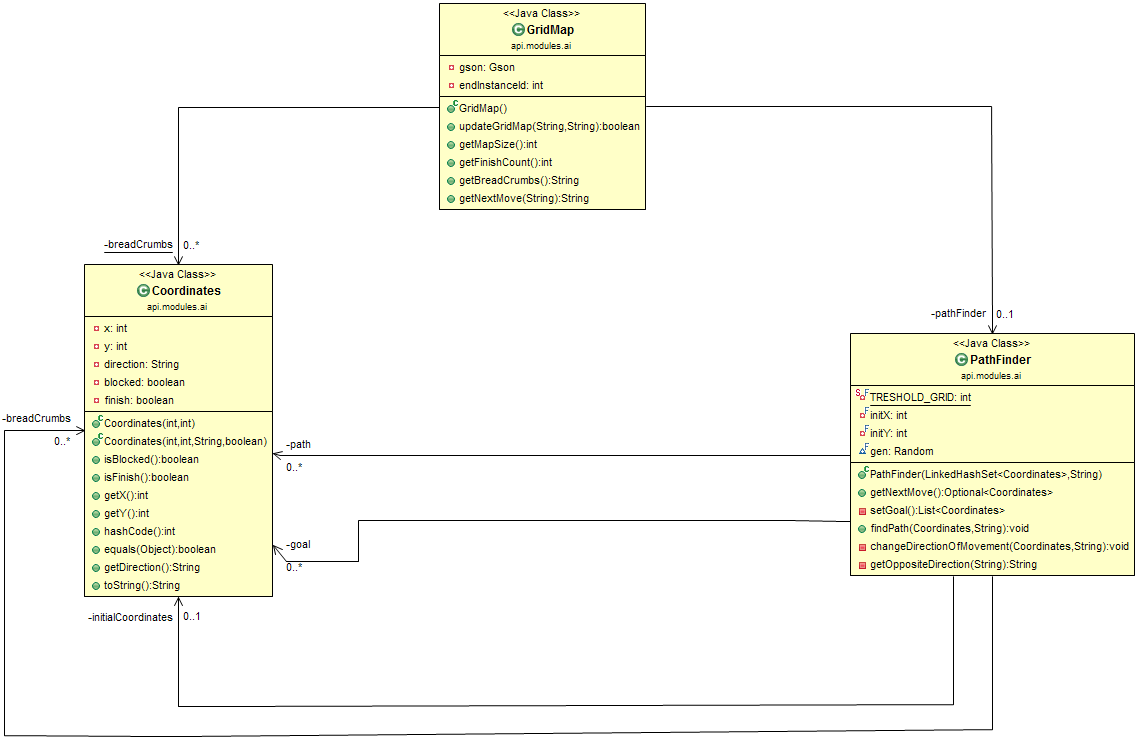 <<Java Class>>
GridMap
api.modules.ai
gson: Gson
endInstanceId: int
GridMap()
updateGridMap(String,String):boolean
getMapSize():int
getFinishCount():int
getBreadCrumbs():String
getNextMove(String):String
-breadCrumbs 0..*
<<Java Class>>
Coordinates
api.modules.ai
x: int
y: int
direction: String
blocked: boolean
finish: boolean
Coordinates(int,int)
Coordinates(int,int,String,boolean)
isBlocked():boolean
isFinish():boolean
getX():int
getY():int
hashCode():int
equals(Object):boolean
getDirection():String
toString():String
-breadCrumbs
0..*
-path
0..*
-goal
0..*
-initialCoordinates 0..1
-pathFinder 0..1
<<Java Class>>
PathFinder
api.modules.ai
TRESHOLD_GRID: int
initX: int
initY: int
gen: Random
PathFinder(LinkedHashSet<Coordinates>,String)
getNextMove():Optional<Coordinates>
setGoal():List<Coordinates>
findPath(Coordinates,String):void
changeDirectionOfMovement(Coordinates,String):void
getOppositeDirection(String):String